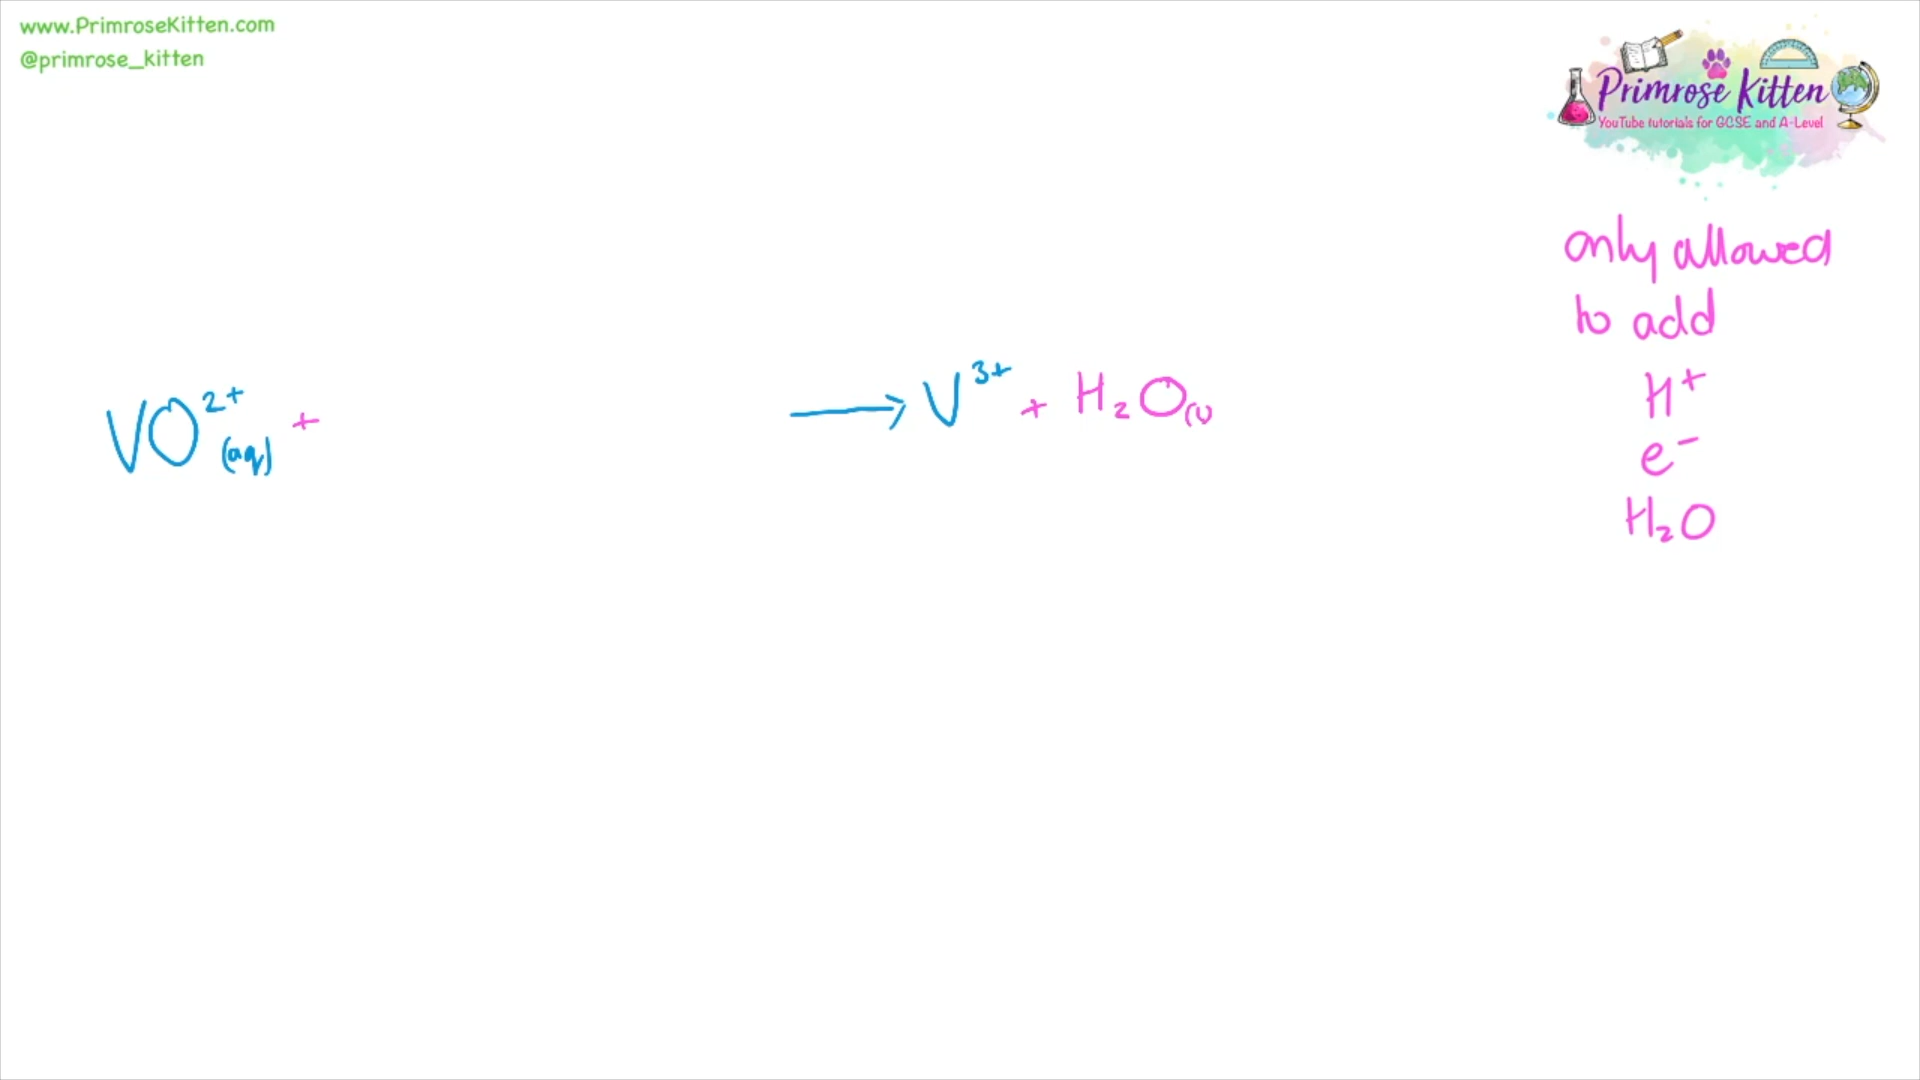 www.PrimroseKitten.com
@primrose_kitten
Primrose Kitten
YouTube tutorials for GCSE and A-Level
only allowed
to add
H⁺
e⁻
H₂O
VO²⁺(aq) + ⟶ V³⁺ + H₂O(l)